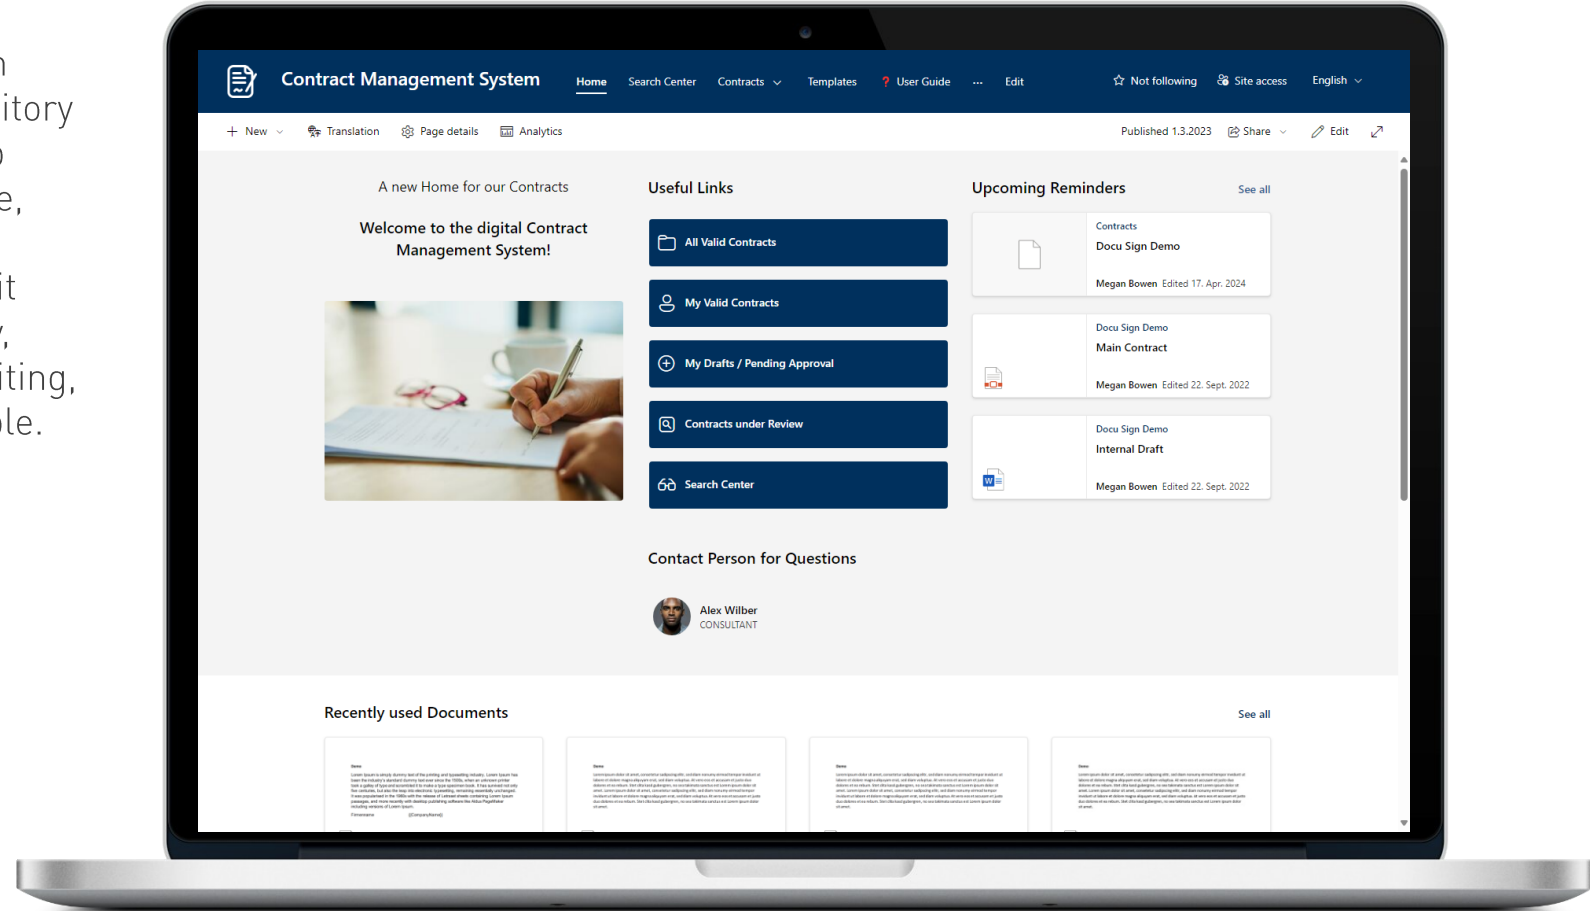 itory
e,
it
iting,
ple.
Contract Management System
Home
Search Center
Contracts
Templates
? User Guide
...
Edit
Not following
Site access
English
+ New
Translation
Page details
Analytics
Published 1.3.2023
Share
Edit
A new Home for our Contracts
Welcome to the digital Contract
Management System!
Useful Links
All Valid Contracts
My Valid Contracts
My Drafts / Pending Approval
Contracts under Review
Search Center
Contact Person for Questions
Alex Wilber
CONSULTANT
Upcoming Reminders
See all
Contracts
Docu Sign Demo
Megan Bowen Edited 17. Apr. 2024
Docu Sign Demo
Main Contract
Megan Bowen Edited 22. Sept. 2022
Docu Sign Demo
Internal Draft
W
Megan Bowen Edited 22. Sept. 2022
Recently used Documents
See all